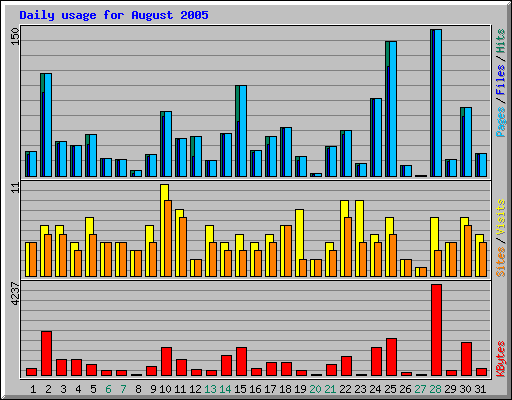 Daily usage for August 2005
150
Pages / Files / Hits
11
Sites / Visits
4237
KBytes
1 2 3 4 5 6 7 8 9 10 11 12 13 14 15 16 17 18 19 20 21 22 23 24 25 26 27 28 29 30 31